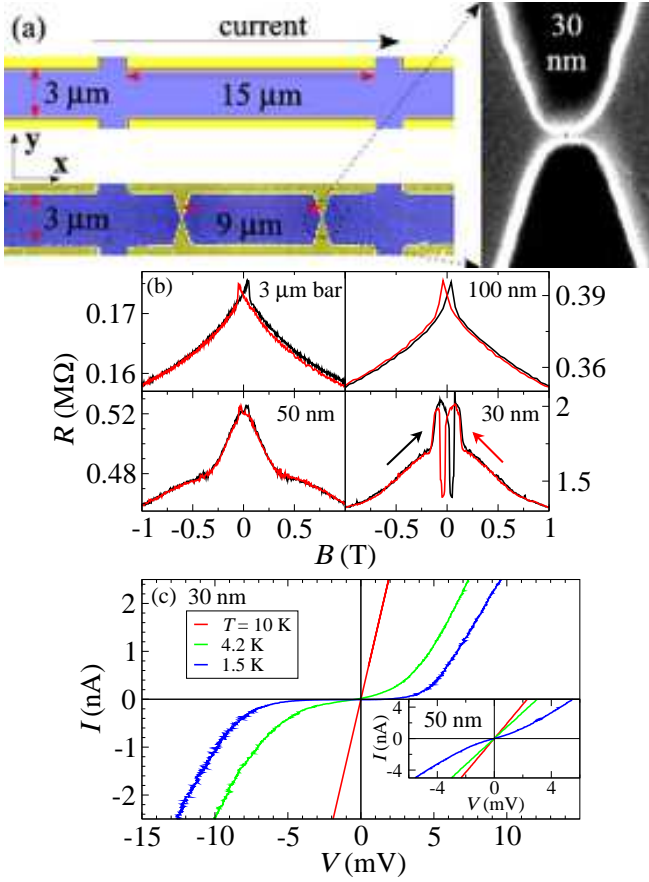 (a)
current
30
nm
3 μm
15 μm
y
x
3 μm
9 μm
(b)
3 μm bar
100 nm
0.17
0.16
0.39
0.36
R (MΩ)
50 nm
30 nm
0.52
0.48
2
1.5
-1 -0.5 0 0.5 -0.5 0 0.5 1
B (T)
(c)
30 nm
T = 10 K
4.2 K
1.5 K
2
1
0
-1
-2
I (nA)
50 nm
4
0
-4
I (nA)
-4 0 4
V (mV)
-15 -10 -5 0 5 10
V (mV)